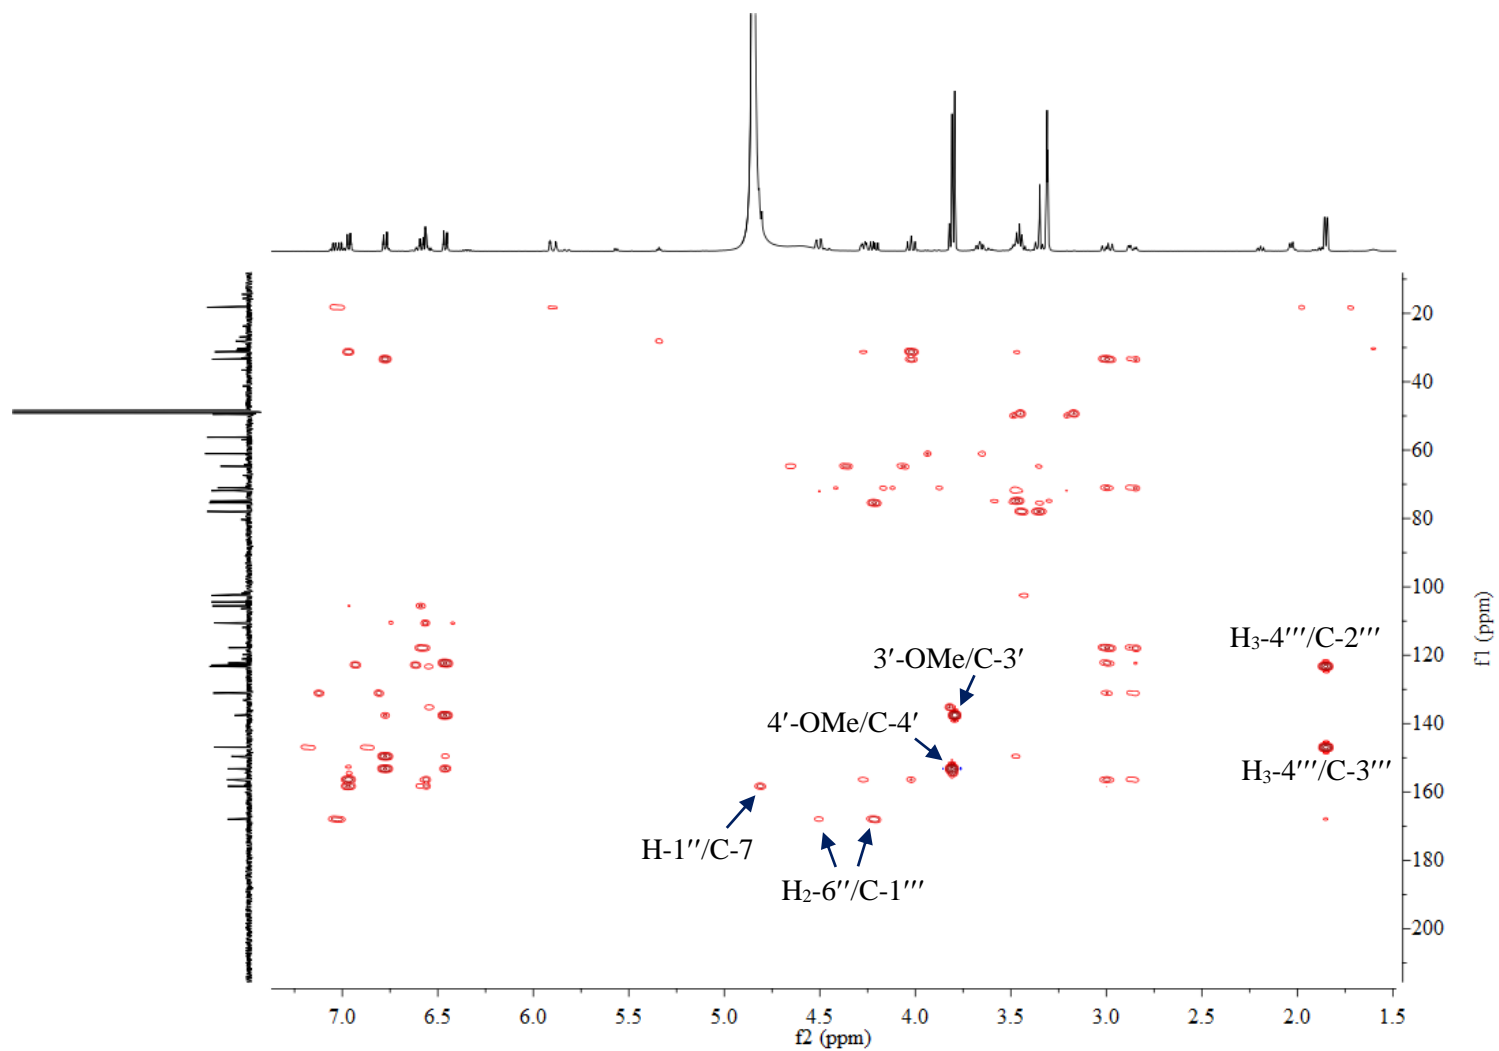 20
40
60
80
100
H₃-4‴/C-2‴
120
3′-OMe/C-3′
4′-OMe/C-4′
140
H₃-4‴/C-3‴
160
H-1″/C-7
180
H₂-6″/C-1‴
200
f1 (ppm)
7.0 6.5 6.0 5.5 5.0 4.5 4.0 3.5 3.0 2.5 2.0 1.5
f2 (ppm)